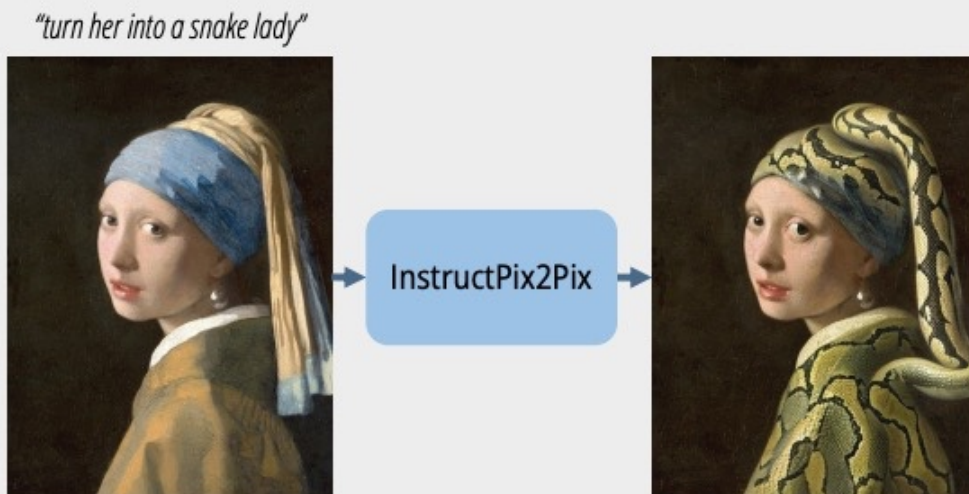 "turn her into a snake lady"
InstructPix2Pix